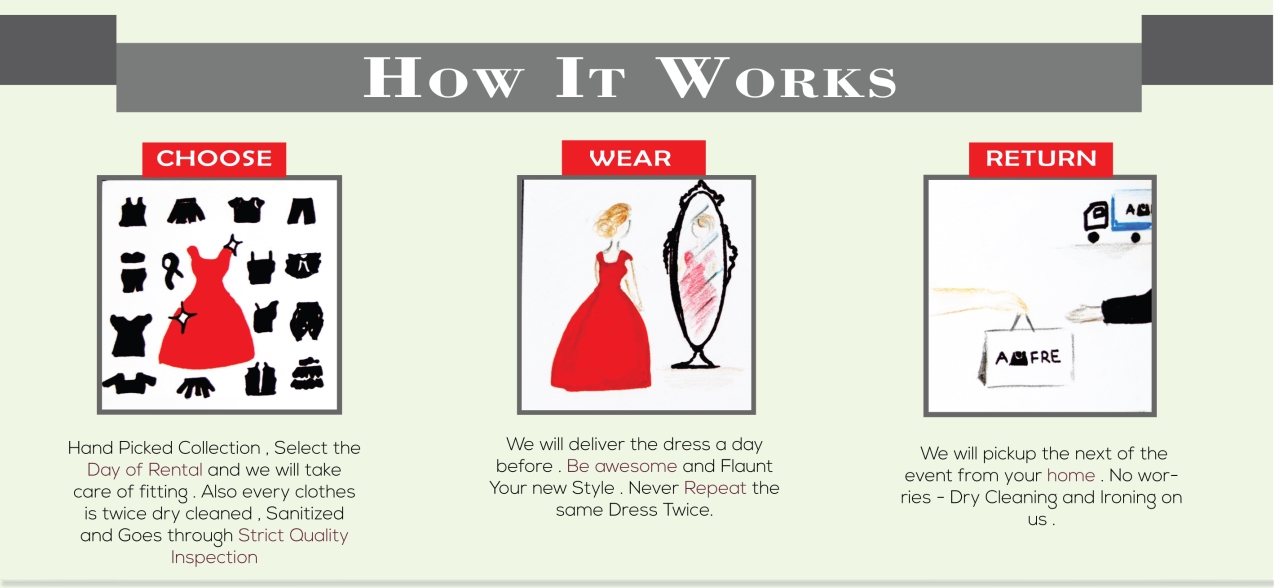 How It Works
CHOOSE
Hand Picked Collection , Select the
Day of Rental and we will take
care of fitting . Also every clothes
is twice dry cleaned , Sanitized
and Goes through Strict Quality
Inspection
WEAR
We will deliver the dress a day
before . Be awesome and Flaunt
Your new Style . Never Repeat the
same Dress Twice.
RETURN
FRE
We will pickup the next of the
event from your home . No wor-
ries - Dry Cleaning and Ironing on
us .